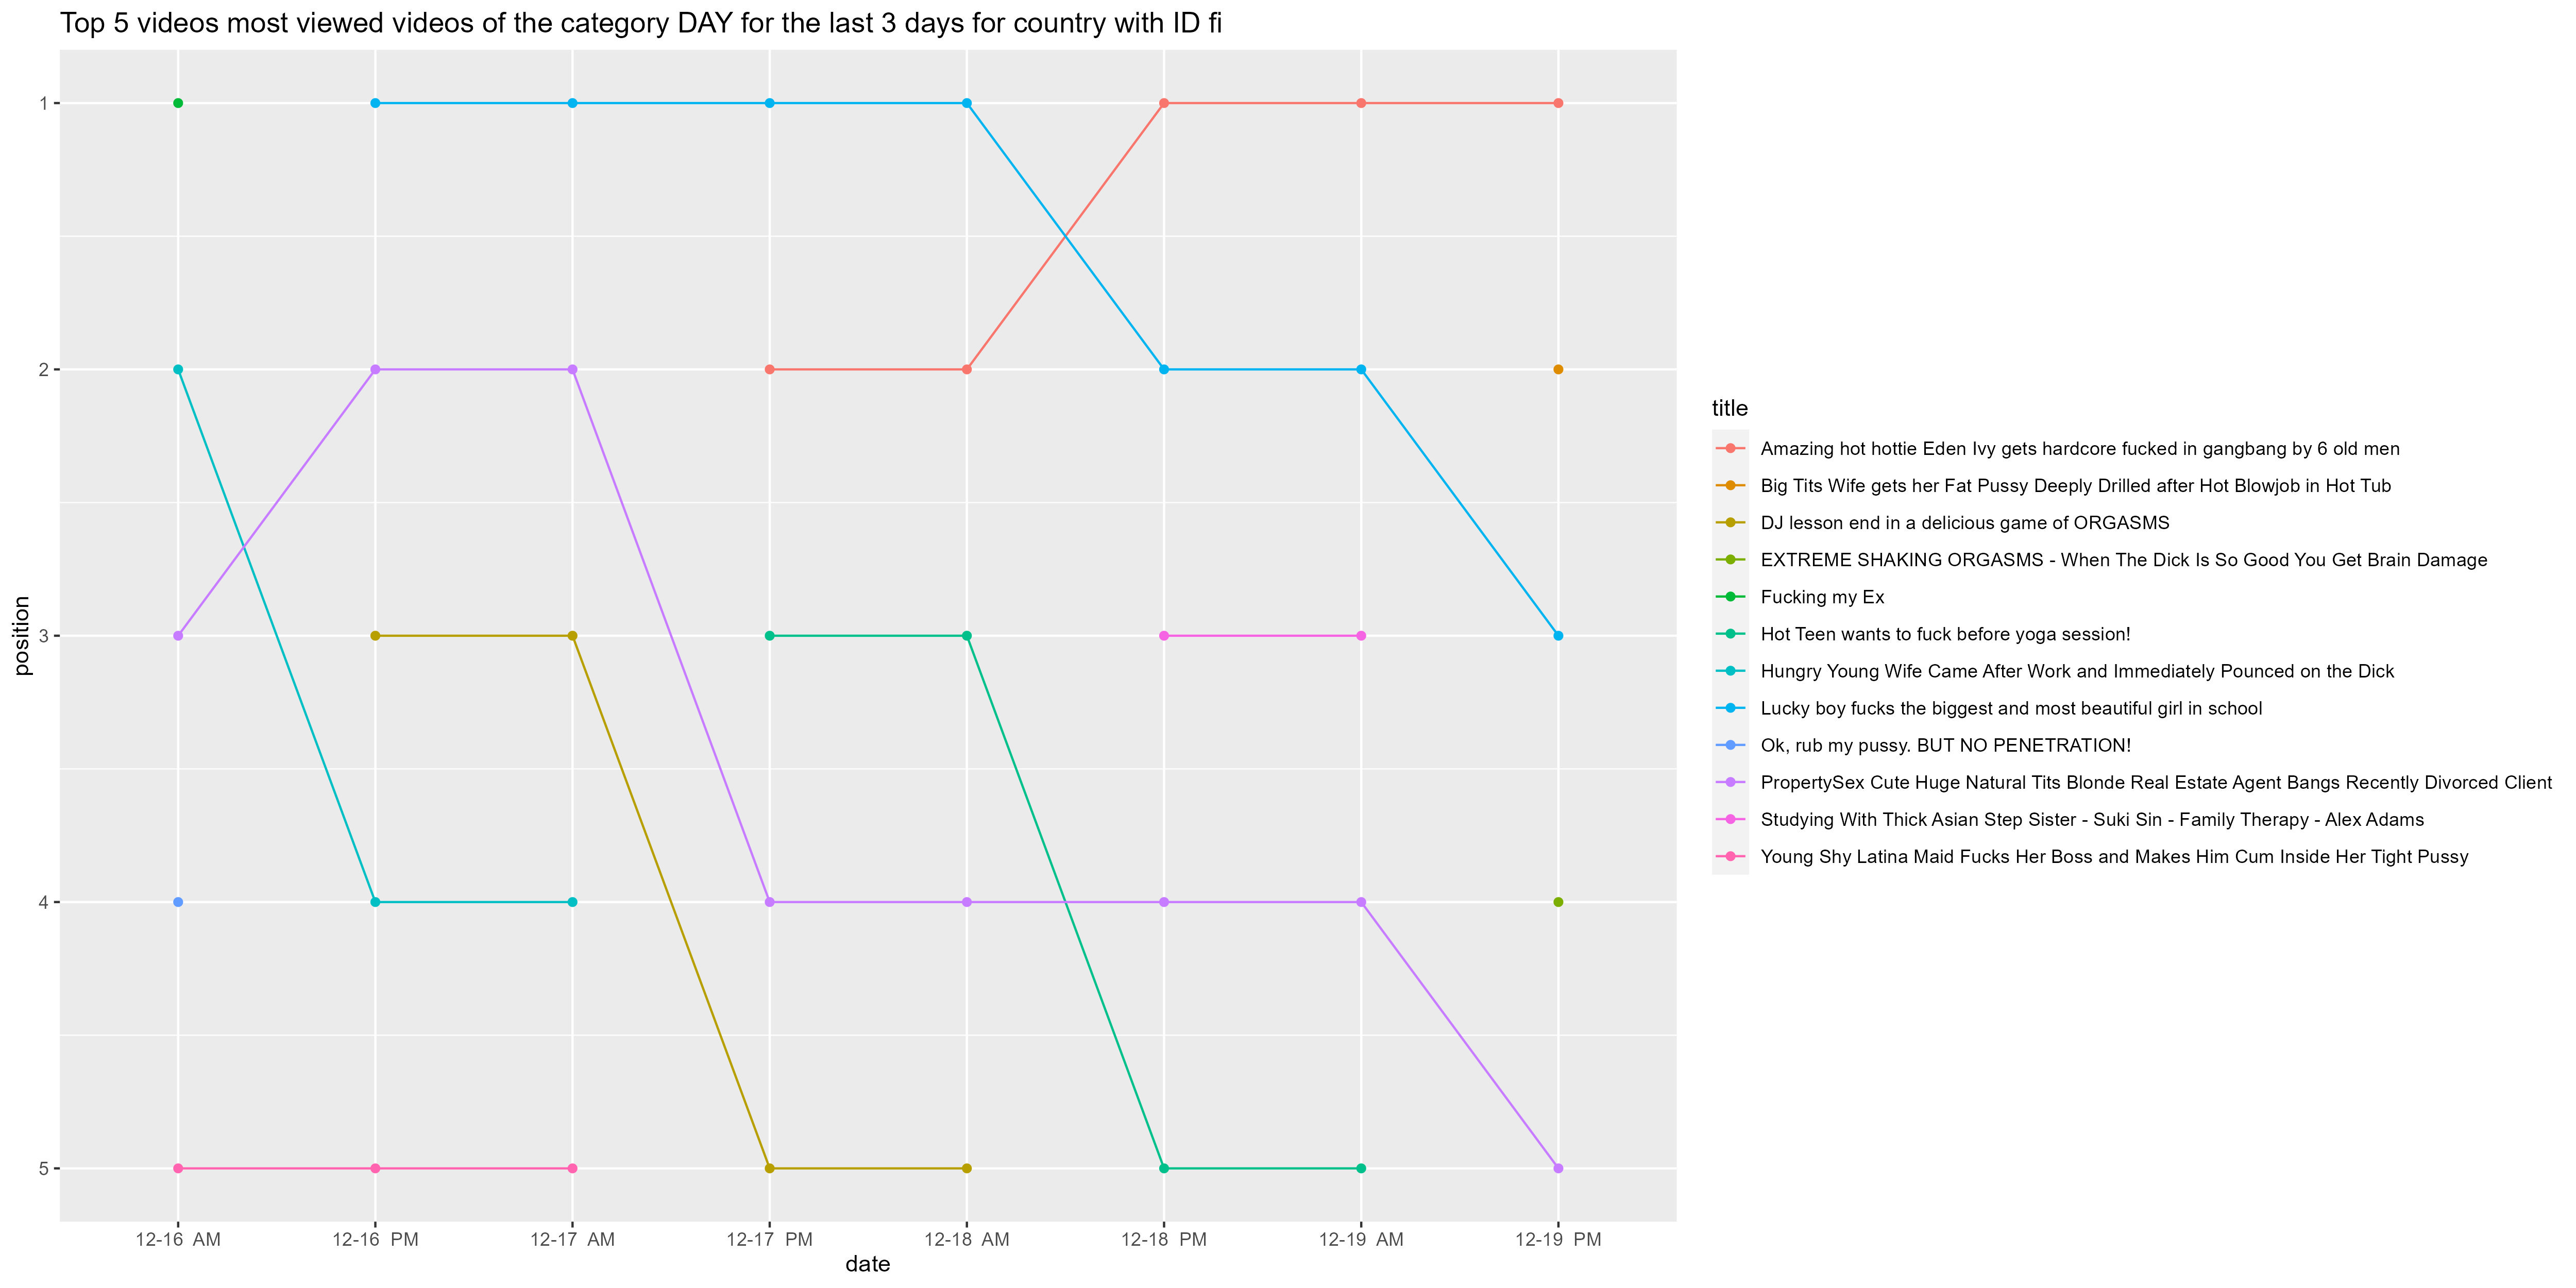 Top 5 videos most viewed videos of the category DAY for the last 3 days for country with ID fi
position
1
2
3
4
5
12-16 AM
12-16 PM
12-17 AM
12-17 PM
12-18 AM
12-18 PM
12-19 AM
12-19 PM
date
title
Amazing hot hottie Eden Ivy gets hardcore fucked in gangbang by 6 old men
Big Tits Wife gets her Fat Pussy Deeply Drilled after Hot Blowjob in Hot Tub
DJ lesson end in a delicious game of ORGASMS
EXTREME SHAKING ORGASMS - When The Dick Is So Good You Get Brain Damage
Fucking my Ex
Hot Teen wants to fuck before yoga session!
Hungry Young Wife Came After Work and Immediately Pounced on the Dick
Lucky boy fucks the biggest and most beautiful girl in school
Ok, rub my pussy. BUT NO PENETRATION!
PropertySex Cute Huge Natural Tits Blonde Real Estate Agent Bangs Recently Divorced Client
Studying With Thick Asian Step Sister - Suki Sin - Family Therapy - Alex Adams
Young Shy Latina Maid Fucks Her Boss and Makes Him Cum Inside Her Tight Pussy